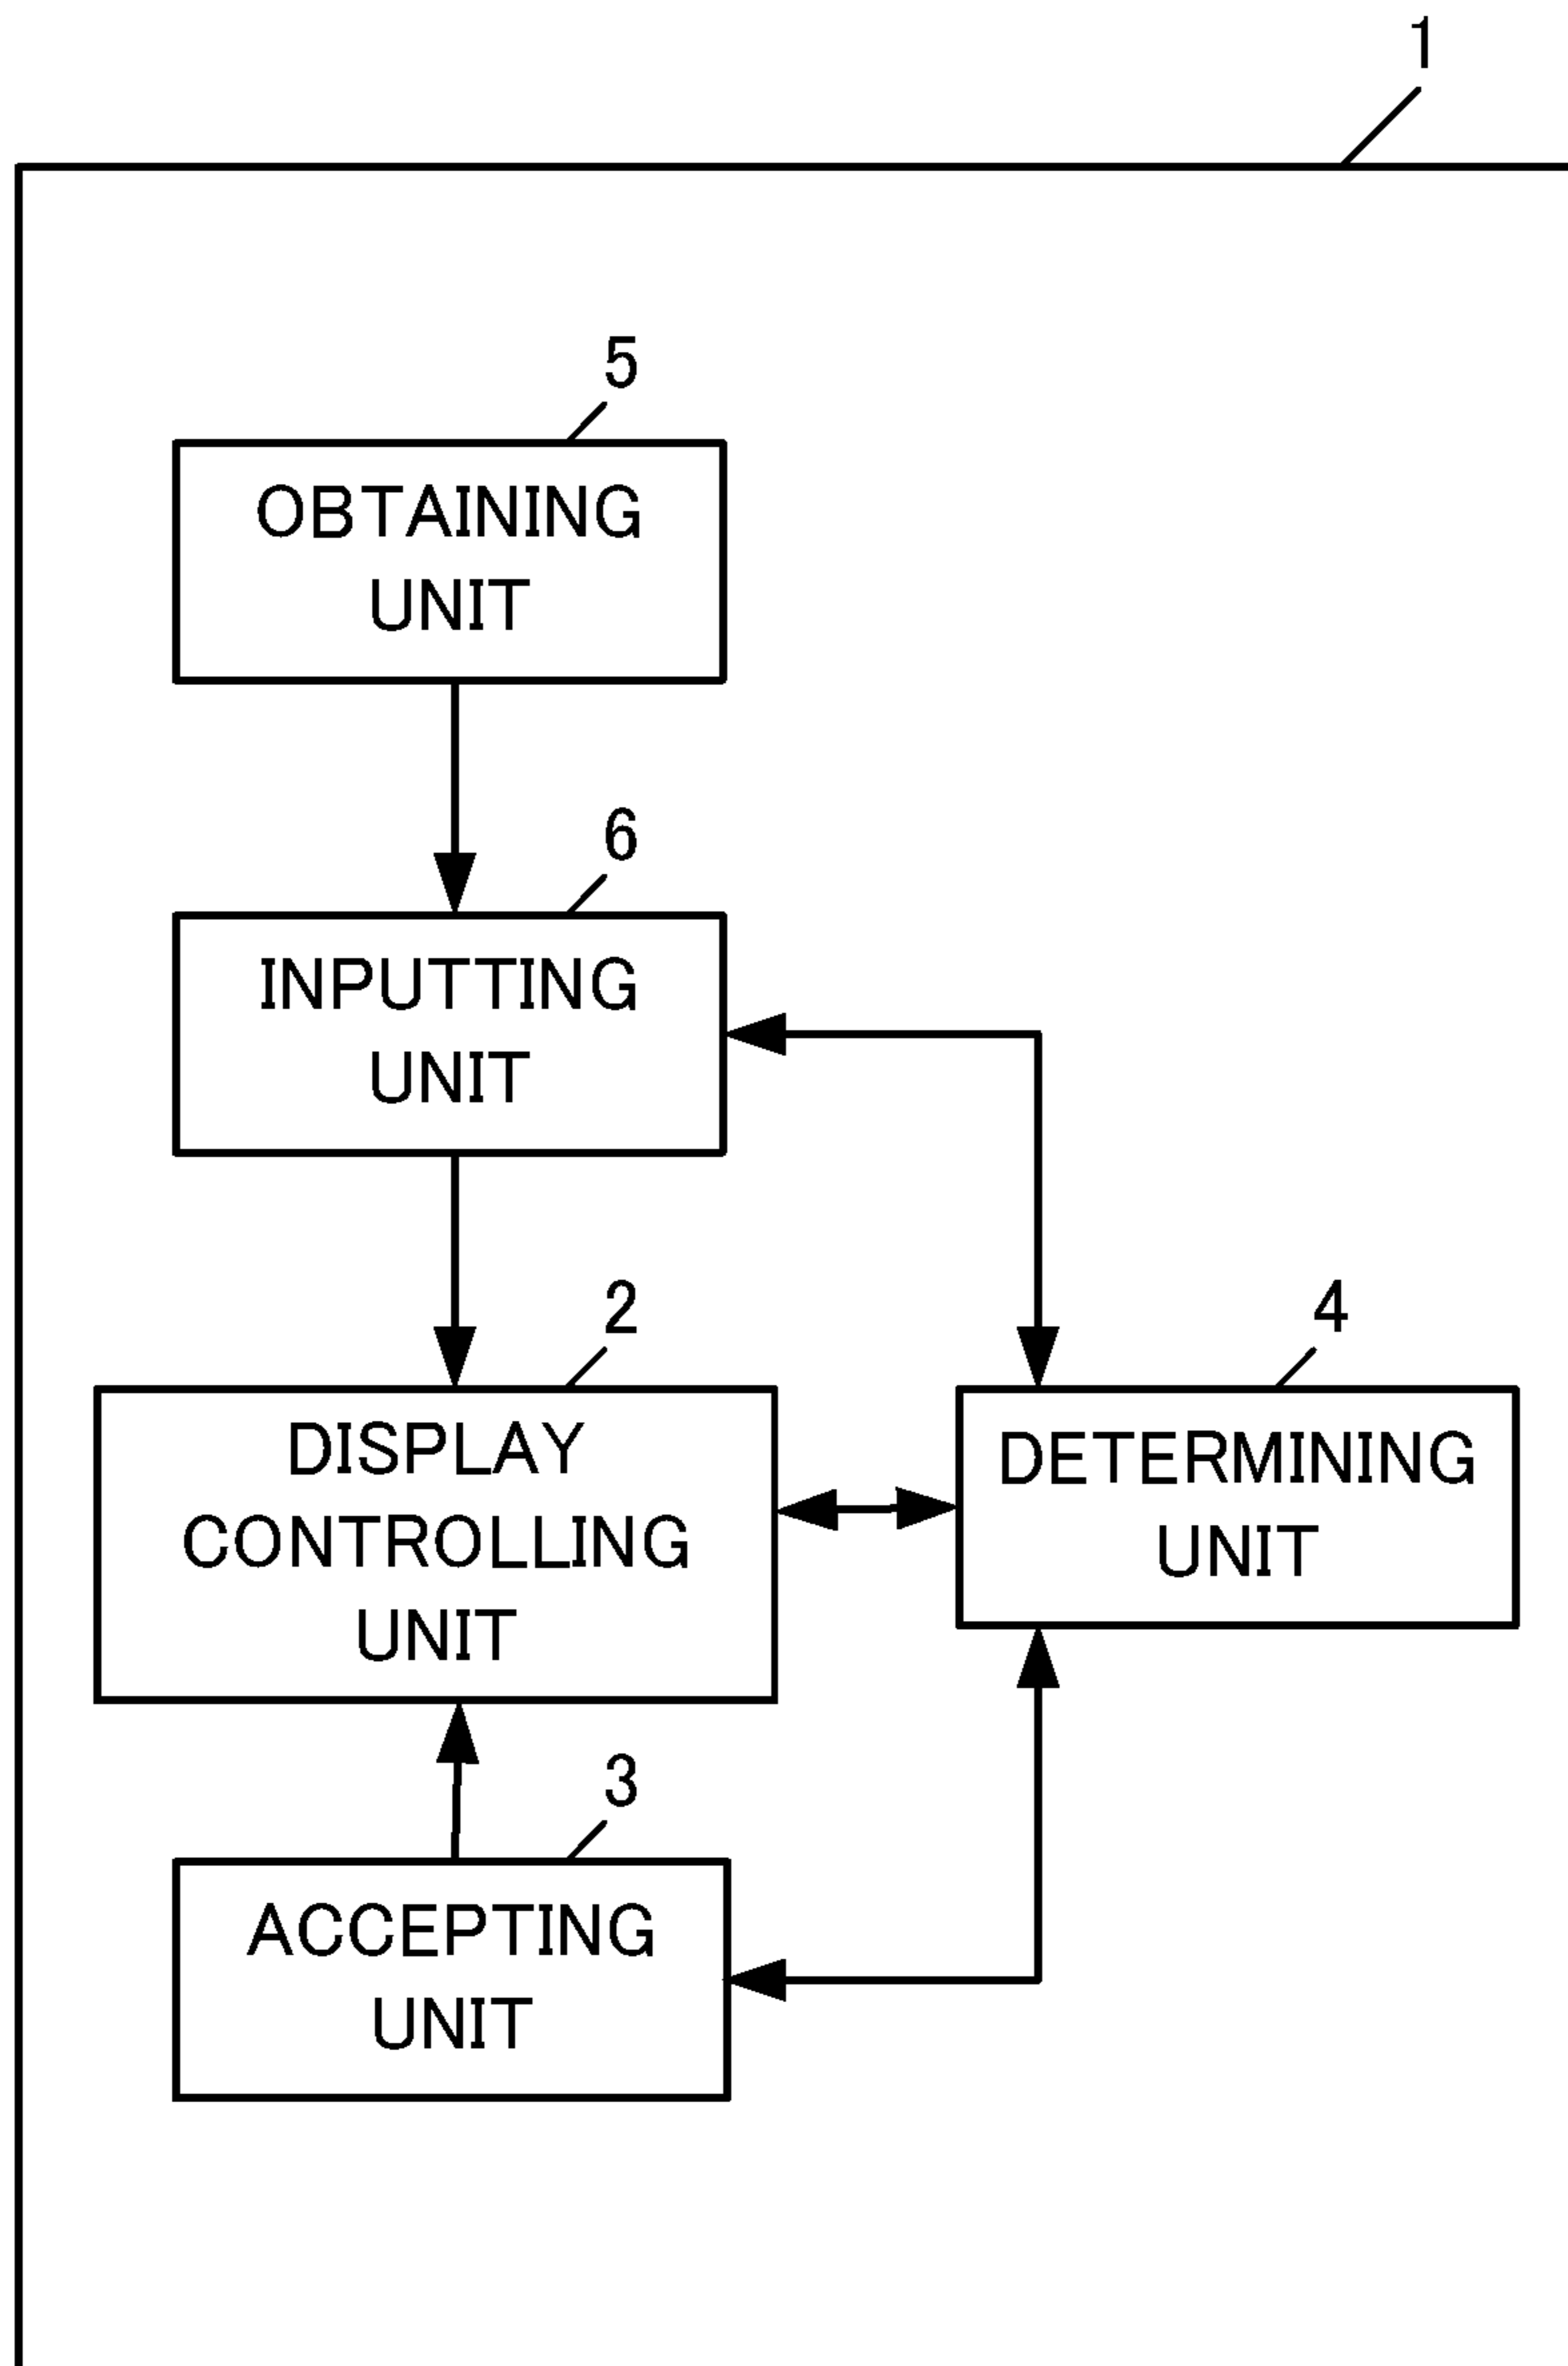 1
5
OBTAINING
UNIT
6
INPUTTING
UNIT
2
DISPLAY
CONTROLLING
UNIT
4
DETERMINING
UNIT
3
ACCEPTING
UNIT